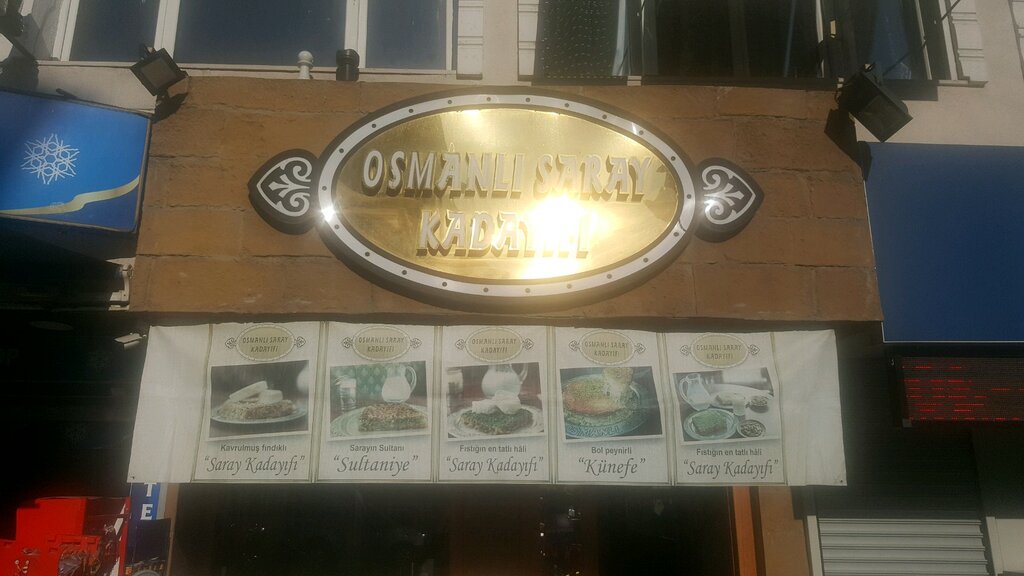 OSMANLI SARAY
KADAYIFI
OSMANLI SARAY
KADAYIFI
Kavrulmuş fındıklı
"Saray Kadayıfı"
OSMANLI SARAY
KADAYIFI
Sarayın Sultanı
"Sultaniye"
OSMANLI SARAY
KADAYIFI
Fıstığın en tatlı hâli
"Saray Kadayıfı"
OSMANLI SARAY
KADAYIFI
Bol peynirli
"Künefe"
OSMANLI SARAY
KADAYIFI
Fıstığın en tatlı hâli
"Saray Kadayıfı"
TE